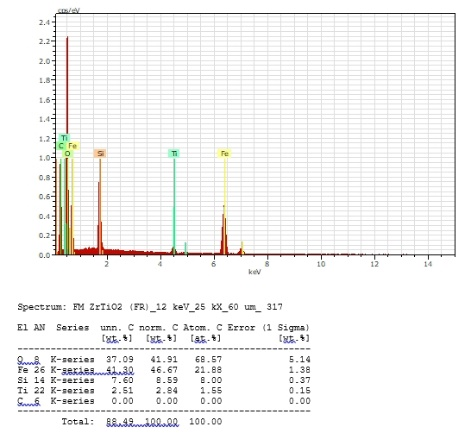 cps/eV
2.4
2.2
2.0
1.8
1.6
1.4
1.2
1.0
0.8
0.6
0.4
0.2
0.0
Ti
C Fe
O
Si
Ti
Fe
2 4 6 8 10 12 14
keV
Spectrum: FM ZrTiO2 (FR)_12 keV_25 kX_60 um_ 317
El AN Series unn. C norm. C Atom. C Error (1 Sigma)
[wt.%] [wt.%] [at.%] [wt.%]
O 8 K-series 37.09 41.91 68.57 5.14
Fe 26 K-series 41.30 46.67 21.88 1.38
Si 14 K-series 7.60 8.59 8.00 0.37
Ti 22 K-series 2.51 2.84 1.55 0.15
C 6 K-series 0.00 0.00 0.00 0.00
Total: 88.49 100.00 100.00